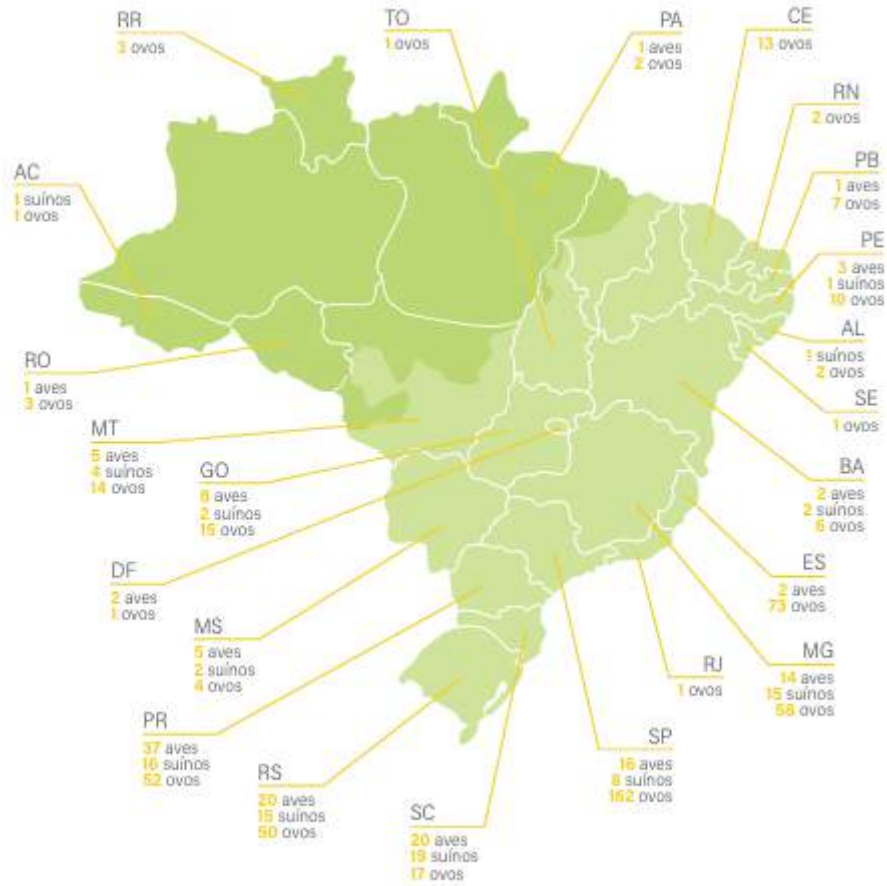 RR
3 ovos
TO
1 ovos
PA
1 aves
2 ovos
CE
13 ovos
RN
2 ovos
AC
1 suínos
1 ovos
PB
1 aves
7 ovos
PE
3 aves
1 suínos
10 ovos
AL
1 suínos
2 ovos
RO
1 aves
3 ovos
SE
1 ovos
MT
5 aves
4 suínos
14 ovos
GO
6 aves
2 suínos
15 ovos
BA
2 aves
2 suínos
6 ovos
DF
2 aves
1 ovos
ES
2 aves
73 ovos
MS
5 aves
2 suínos
4 ovos
RJ
1 ovos
MG
14 aves
15 suínos
56 ovos
PR
37 aves
16 suínos
52 ovos
RS
20 aves
15 suínos
50 ovos
SP
16 aves
8 suínos
162 ovos
SC
20 aves
19 suínos
17 ovos